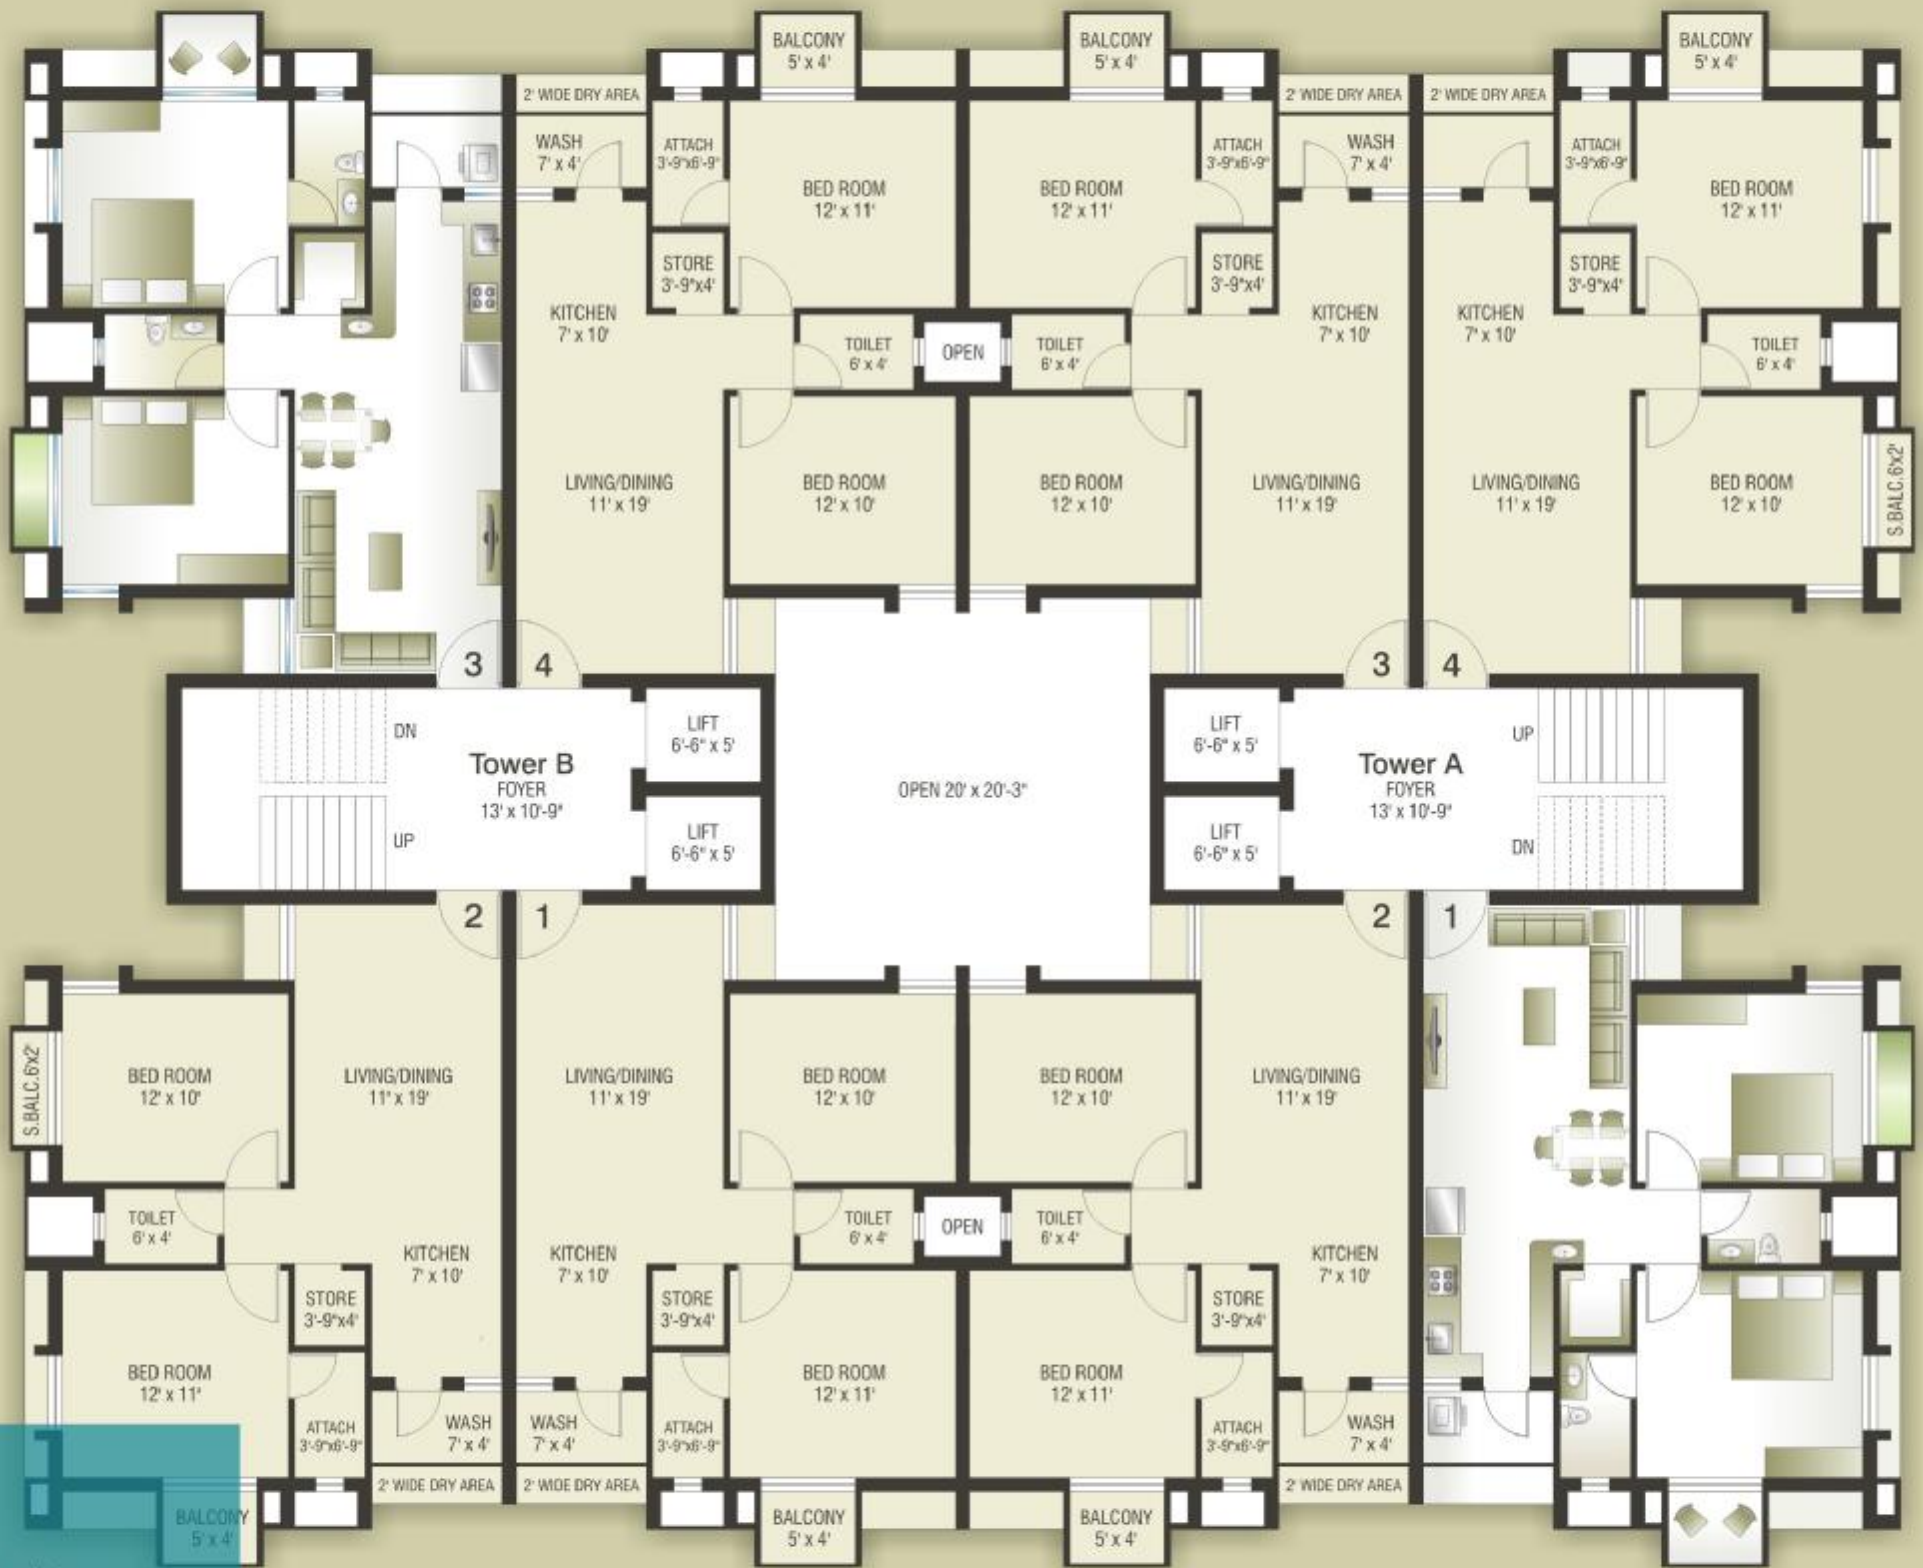 BALCONY
5' x 4'
BALCONY
5' x 4'
BALCONY
5' x 4'
2' WIDE DRY AREA
2' WIDE DRY AREA
2' WIDE DRY AREA
WASH
7' x 4'
ATTACH
3'-9"x6'-9"
BED ROOM
12' x 11'
BED ROOM
12' x 11'
ATTACH
3'-9"x6'-9"
WASH
7' x 4'
ATTACH
3'-9"x6'-9"
BED ROOM
12' x 11'
STORE
3'-9"x4'
STORE
3'-9"x4'
STORE
3'-9"x4'
KITCHEN
7' x 10'
KITCHEN
7' x 10'
KITCHEN
7' x 10'
TOILET
6' x 4'
OPEN
TOILET
6' x 4'
TOILET
6' x 4'
LIVING/DINING
11' x 19'
BED ROOM
12' x 10'
BED ROOM
12' x 10'
LIVING/DINING
11' x 19'
LIVING/DINING
11' x 19'
BED ROOM
12' x 10'
S.BALC.6'x2'
3
4
3
4
DN
UP
Tower B
FOYER
13' x 10'-9"
LIFT
6'-6" x 5'
LIFT
6'-6" x 5'
OPEN 20' x 20'-3"
LIFT
6'-6" x 5'
LIFT
6'-6" x 5'
Tower A
FOYER
13' x 10'-9"
UP
DN
2
1
2
1
S.BALC.6'x2'
BED ROOM
12' x 10'
LIVING/DINING
11' x 19'
LIVING/DINING
11' x 19'
BED ROOM
12' x 10'
BED ROOM
12' x 10'
LIVING/DINING
11' x 19'
TOILET
6' x 4'
TOILET
6' x 4'
OPEN
TOILET
6' x 4'
KITCHEN
7' x 10'
KITCHEN
7' x 10'
KITCHEN
7' x 10'
STORE
3'-9"x4'
STORE
3'-9"x4'
STORE
3'-9"x4'
BED ROOM
12' x 11'
BED ROOM
12' x 11'
BED ROOM
12' x 11'
ATTACH
3'-9"x6'-9"
WASH
7' x 4'
WASH
7' x 4'
ATTACH
3'-9"x6'-9"
ATTACH
3'-9"x6'-9"
WASH
7' x 4'
2' WIDE DRY AREA
2' WIDE DRY AREA
2' WIDE DRY AREA
BALCONY
5' x 4'
BALCONY
5' x 4'
BALCONY
5' x 4'